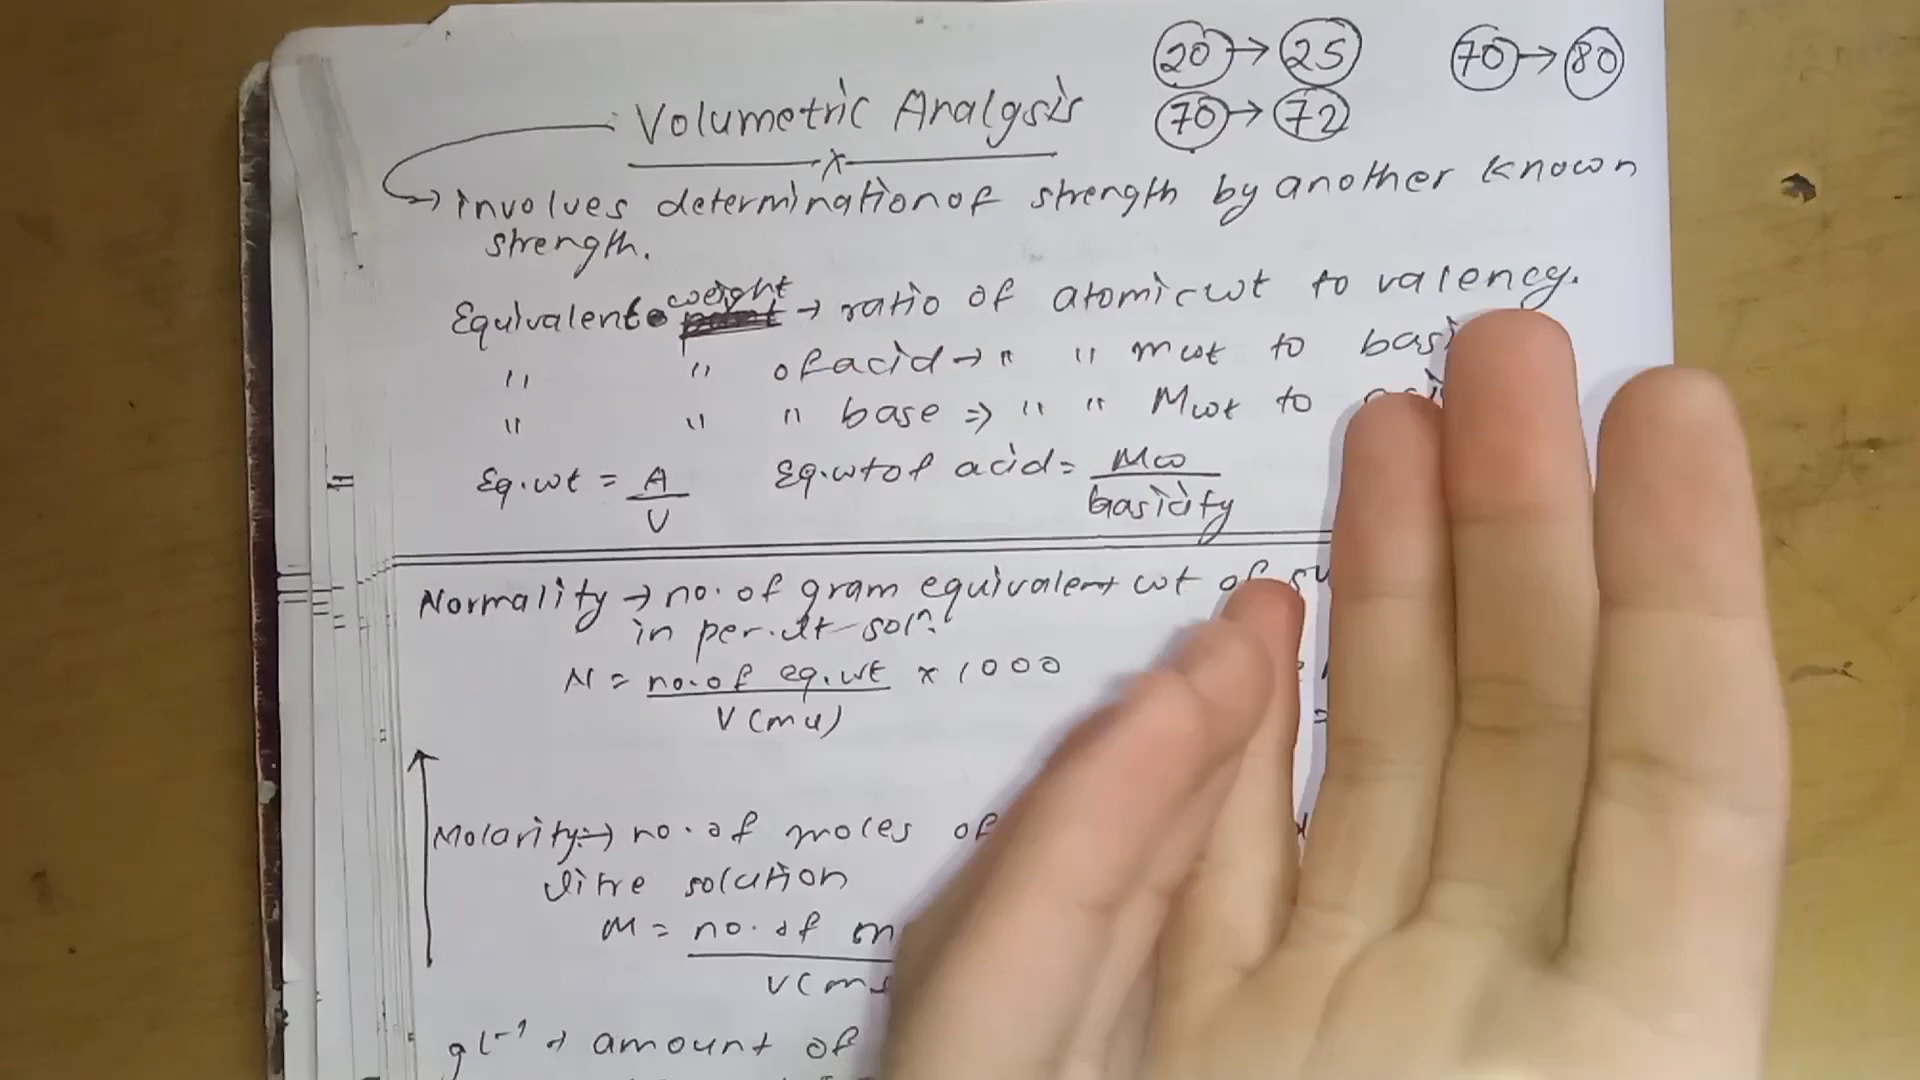 20 → 25 70 → 80
Volumetric Analysis 70 → 72
→ involves determination of strength by another known
strength.
Equivalent weight → ratio of atomic wt to valency.
" " of acid → " " mwt to
" " " base => " " Mwt to
Eq.wt = A/V Eq.wt of acid = Mw/basicity
Normality → no. of gram equivalent wt of
in per. lt soln.
N = no. of eq.wt/V(ml) × 1000
Molarity :→ no. of moles of
litre solution
M = no. of
gl⁻¹ → amount of